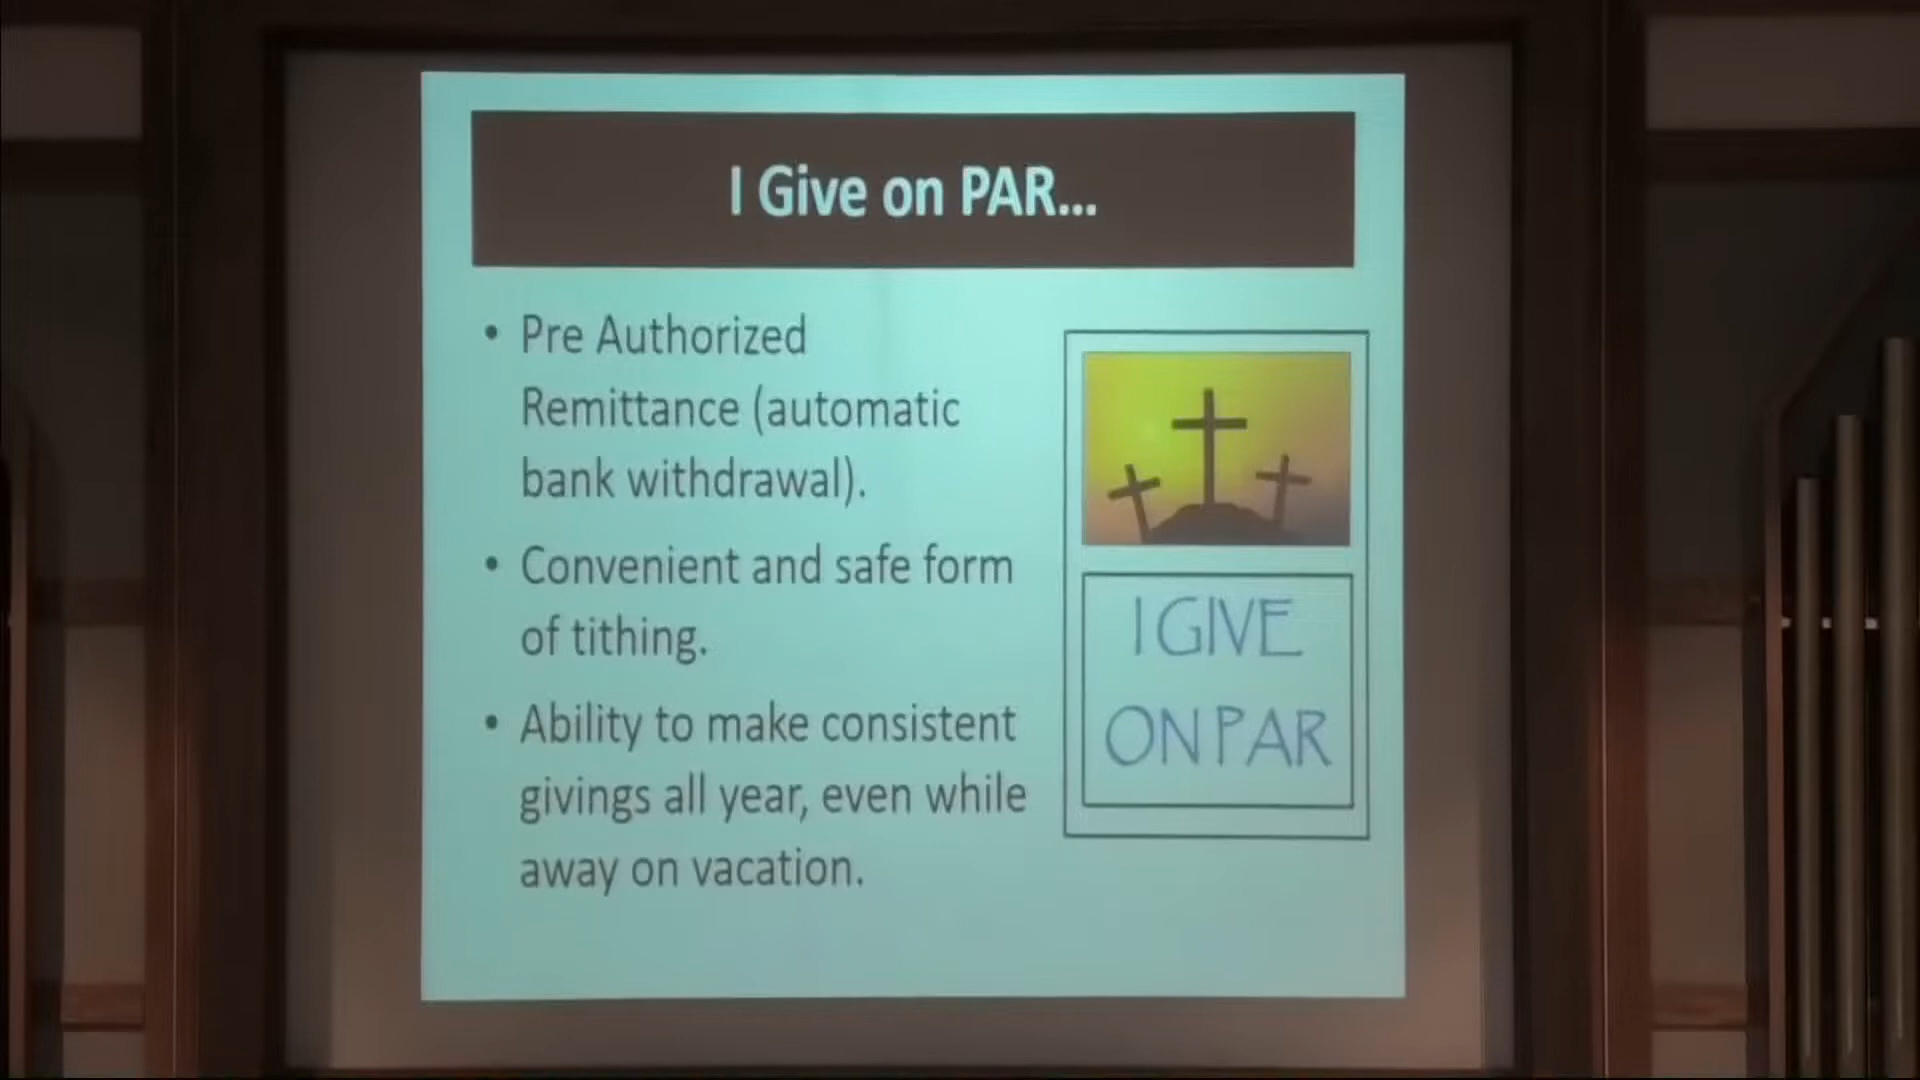 I Give on PAR...
• Pre Authorized
Remittance (automatic
bank withdrawal).
• Convenient and safe form
of tithing.
• Ability to make consistent
givings all year, even while
away on vacation.
I GIVE
ON PAR